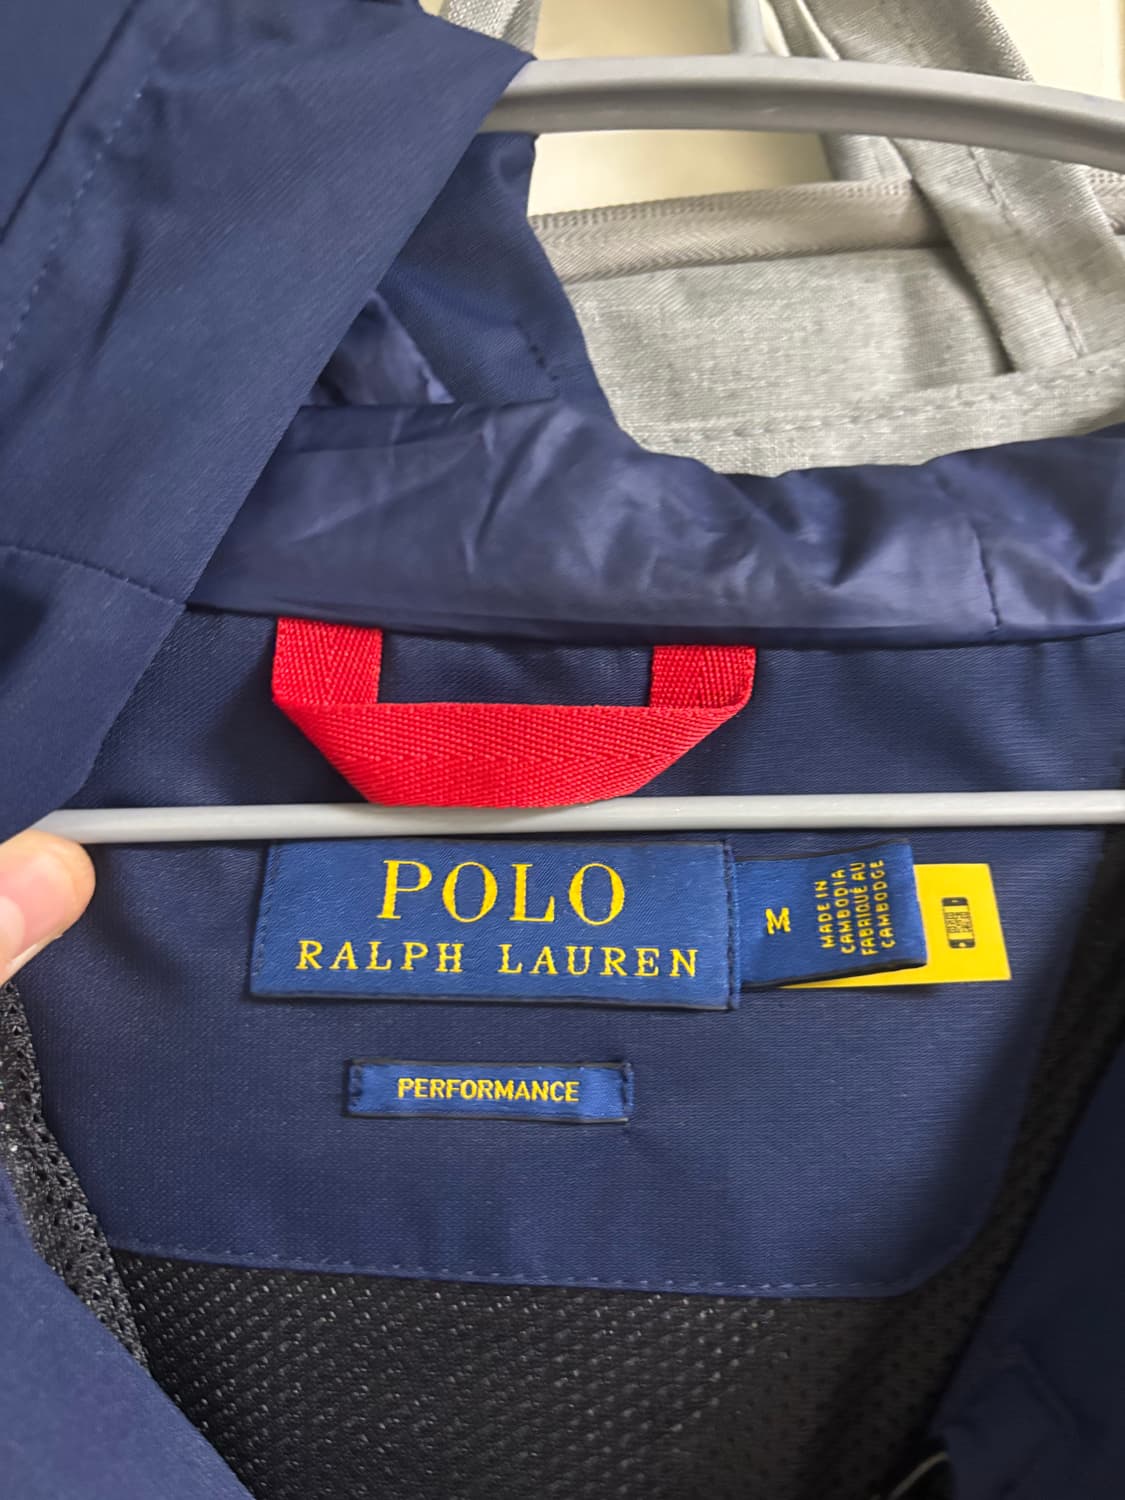 POLO
RALPH LAUREN
M
MADE IN
CAMBODIA
FABRIQUÉ AU
CAMBODGE
PERFORMANCE